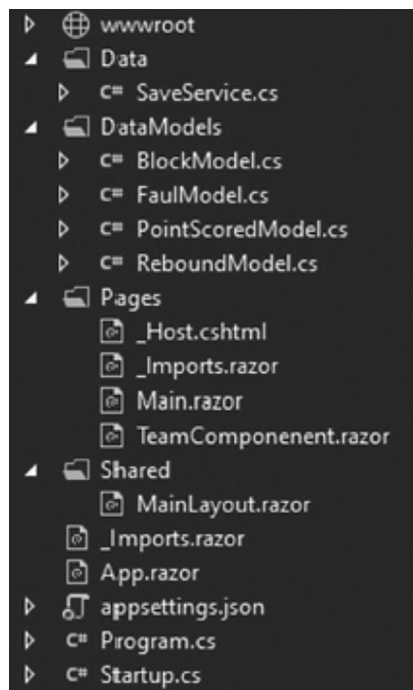 wwwroot
Data
C# SaveService.cs
DataModels
C# BlockModel.cs
C# FaulModel.cs
C# PointScoredModel.cs
C# ReboundModel.cs
Pages
_Host.cshtml
_Imports.razor
Main.razor
TeamComponenent.razor
Shared
MainLayout.razor
_Imports.razor
App.razor
appsettings.json
C# Program.cs
C# Startup.cs